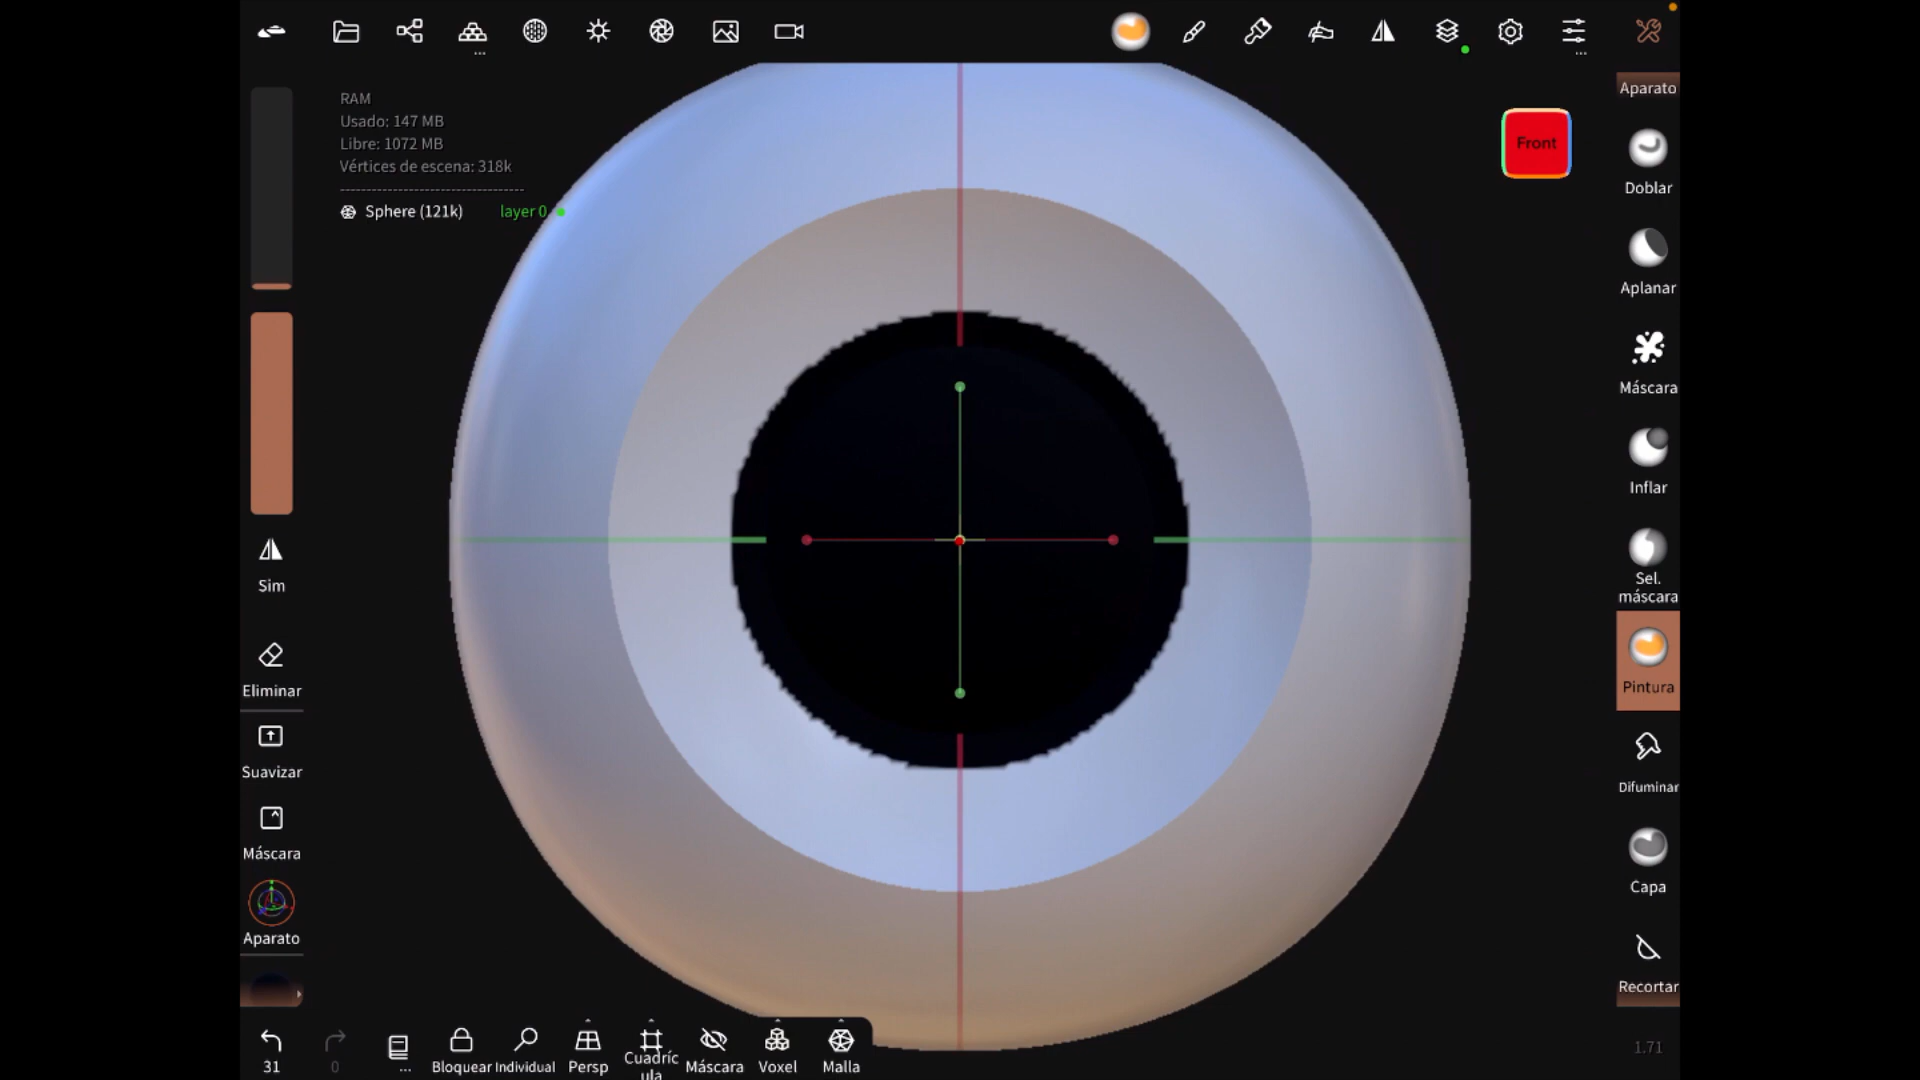 RAM
Usado: 147 MB
Libre: 1072 MB
Vértices de escena: 318k
Sphere (121k) layer 0
Front
Sim
Eliminar
Suavizar
Máscara
Aparato
31
0
Bloquear
Individual
Persp
Cuadríc
ula
Máscara
Voxel
Malla
Aparato
Doblar
Aplanar
Máscara
Inflar
Sel.
máscara
Pintura
Difuminar
Capa
Recortar
1.71